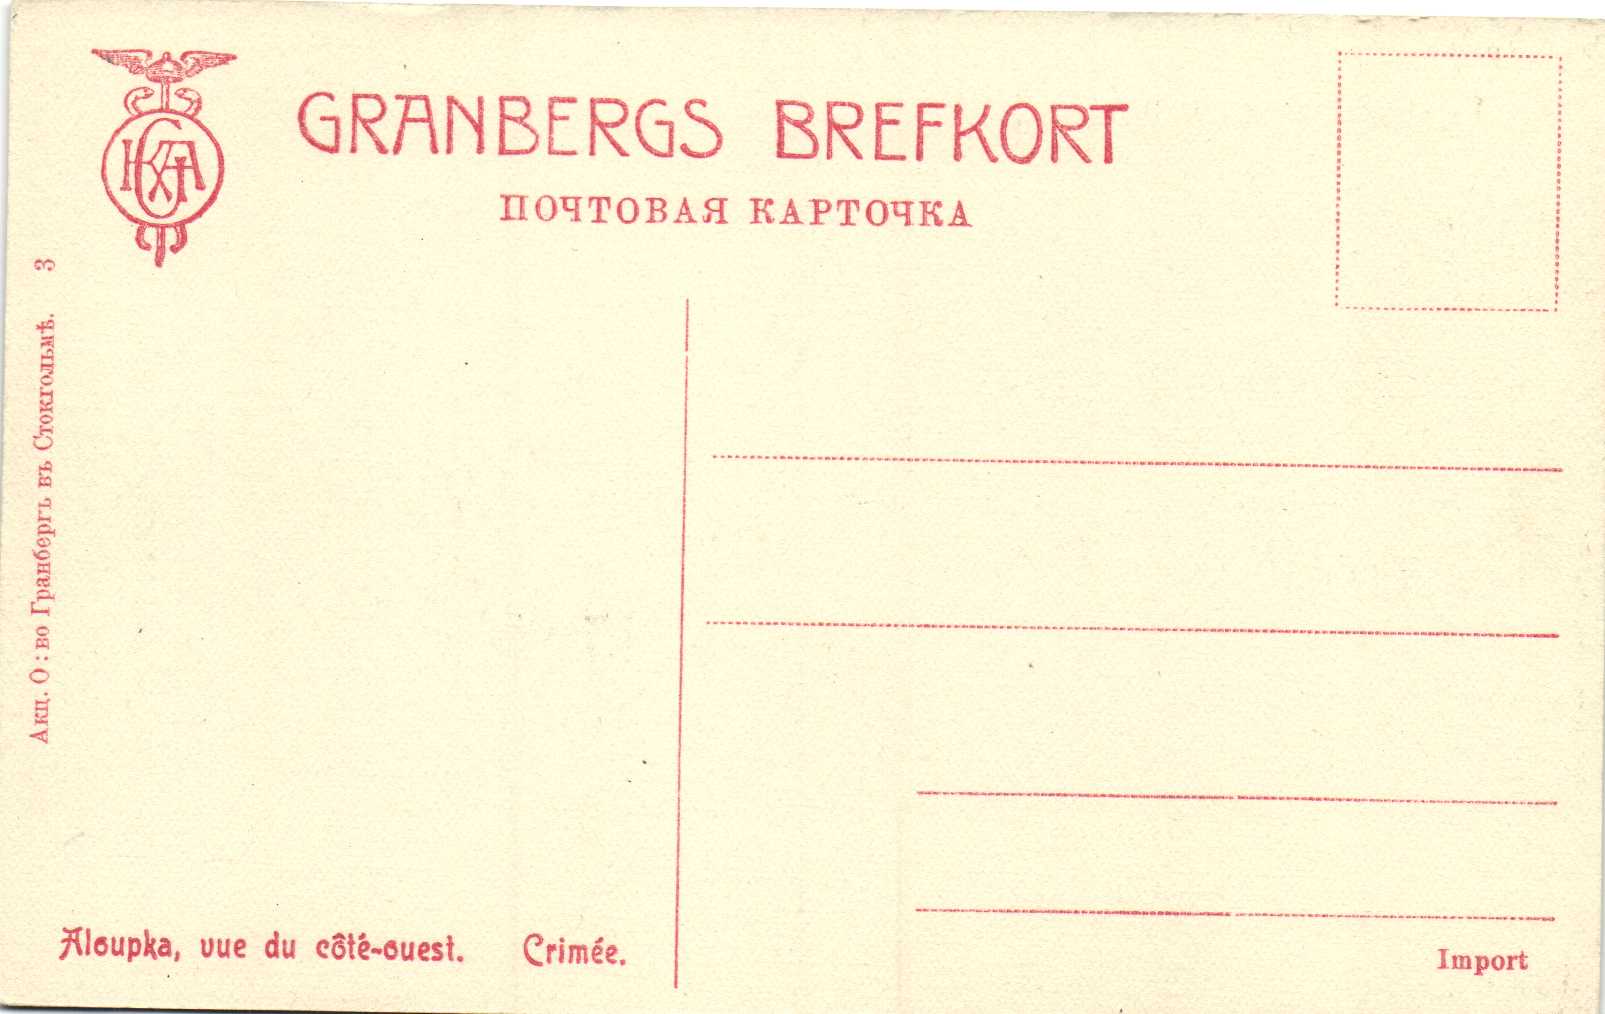 GRANBERGS BREFKORT
ПОЧТОВАЯ КАРТОЧКА
Акц. О:во Гранбергъ въ Стокгольмѣ. 3
Aloupka, vue du côté-ouest. Crimée.
Import